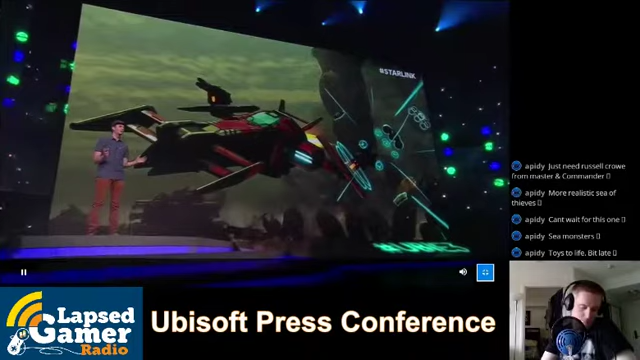 #STARLINK
apidy Just need russell crowe
from master & Commander
apidy More realistic sea of
thieves
apidy Cant wait for this one
apidy Sea monsters
apidy Toys to life. Bit late
Lapsed
Gamer
Radio
Ubisoft Press Conference